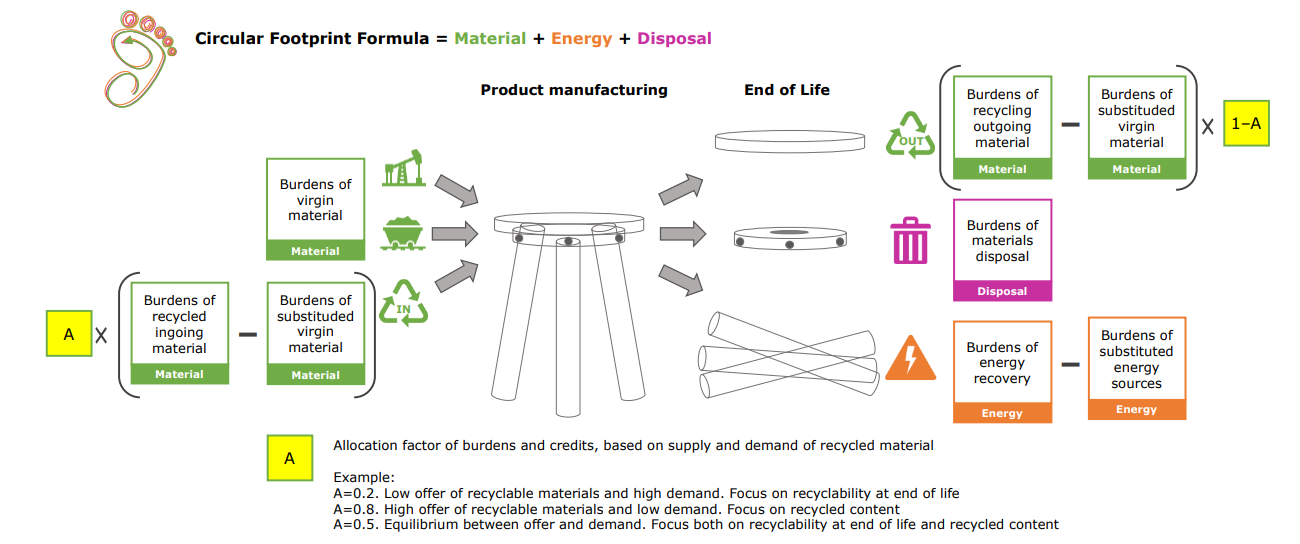 Circular Footprint Formula = Material + Energy + Disposal
Product manufacturing
End of Life
Burdens of
virgin
material
Material
A
×
Burdens of
recycled
ingoing
material
Material
–
Burdens of
substituded
virgin
material
Material
IN
OUT
Burdens of
recycling
outgoing
material
Material
–
Burdens of
substituded
virgin
material
Material
×
1–A
Burdens of
materials
disposal
Disposal
Burdens of
energy
recovery
Energy
–
Burdens of
substituted
energy
sources
Energy
A
Allocation factor of burdens and credits, based on supply and demand of recycled material
Example:
A=0.2. Low offer of recyclable materials and high demand. Focus on recyclability at end of life
A=0.8. High offer of recyclable materials and low demand. Focus on recycled content
A=0.5. Equilibrium between offer and demand. Focus both on recyclability at end of life and recycled content